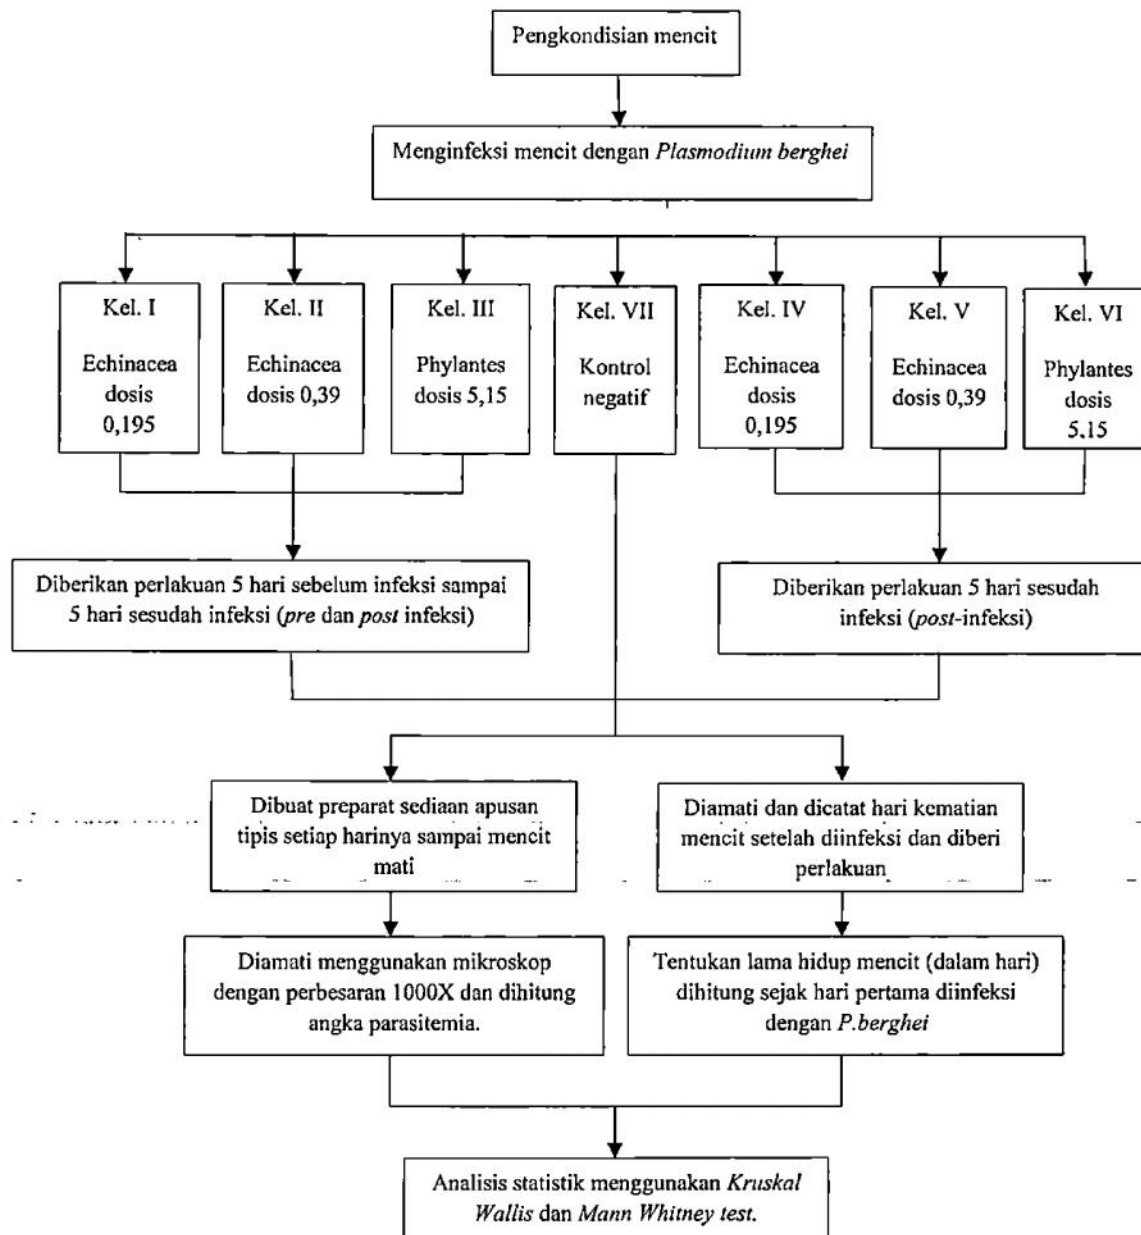 Pengkondisian mencit
Menginfeksi mencit dengan Plasmodium berghei
Kel. I
Echinacea
dosis
0,195
Kel. II
Echinacea
dosis 0,39
Kel. III
Phylantes
dosis 5,15
Kel. VII
Kontrol
negatif
Kel. IV
Echinacea
dosis
0,195
Kel. V
Echinacea
dosis 0,39
Kel. VI
Phylantes
dosis
5,15
Diberikan perlakuan 5 hari sebelum infeksi sampai
5 hari sesudah infeksi (pre dan post infeksi)
Diberikan perlakuan 5 hari sesudah
infeksi (post-infeksi)
Dibuat preparat sediaan apusan
tipis setiap harinya sampai mencit
mati
Diamati dan dicatat hari kematian
mencit setelah diinfeksi dan diberi
perlakuan
Diamati menggunakan mikroskop
dengan perbesaran 1000X dan dihitung
angka parasitemia.
Tentukan lama hidup mencit (dalam hari)
dihitung sejak hari pertama diinfeksi
dengan P.berghei
Analisis statistik menggunakan Kruskal
Wallis dan Mann Whitney test.